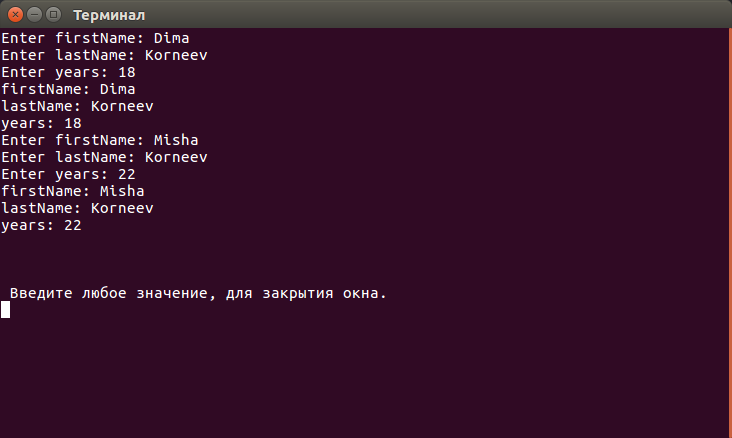 Терминал
Enter firstName: Dima
Enter lastName: Korneev
Enter years: 18
firstName: Dima
lastName: Korneev
years: 18
Enter firstName: Misha
Enter lastName: Korneev
Enter years: 22
firstName: Misha
lastName: Korneev
years: 22
Введите любое значение, для закрытия окна.